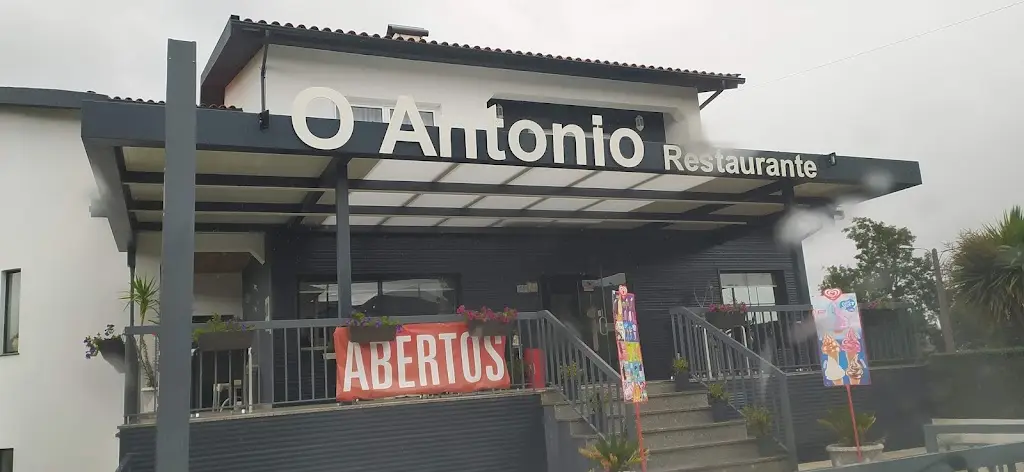 O Antonio Restaurante
ABERTOS